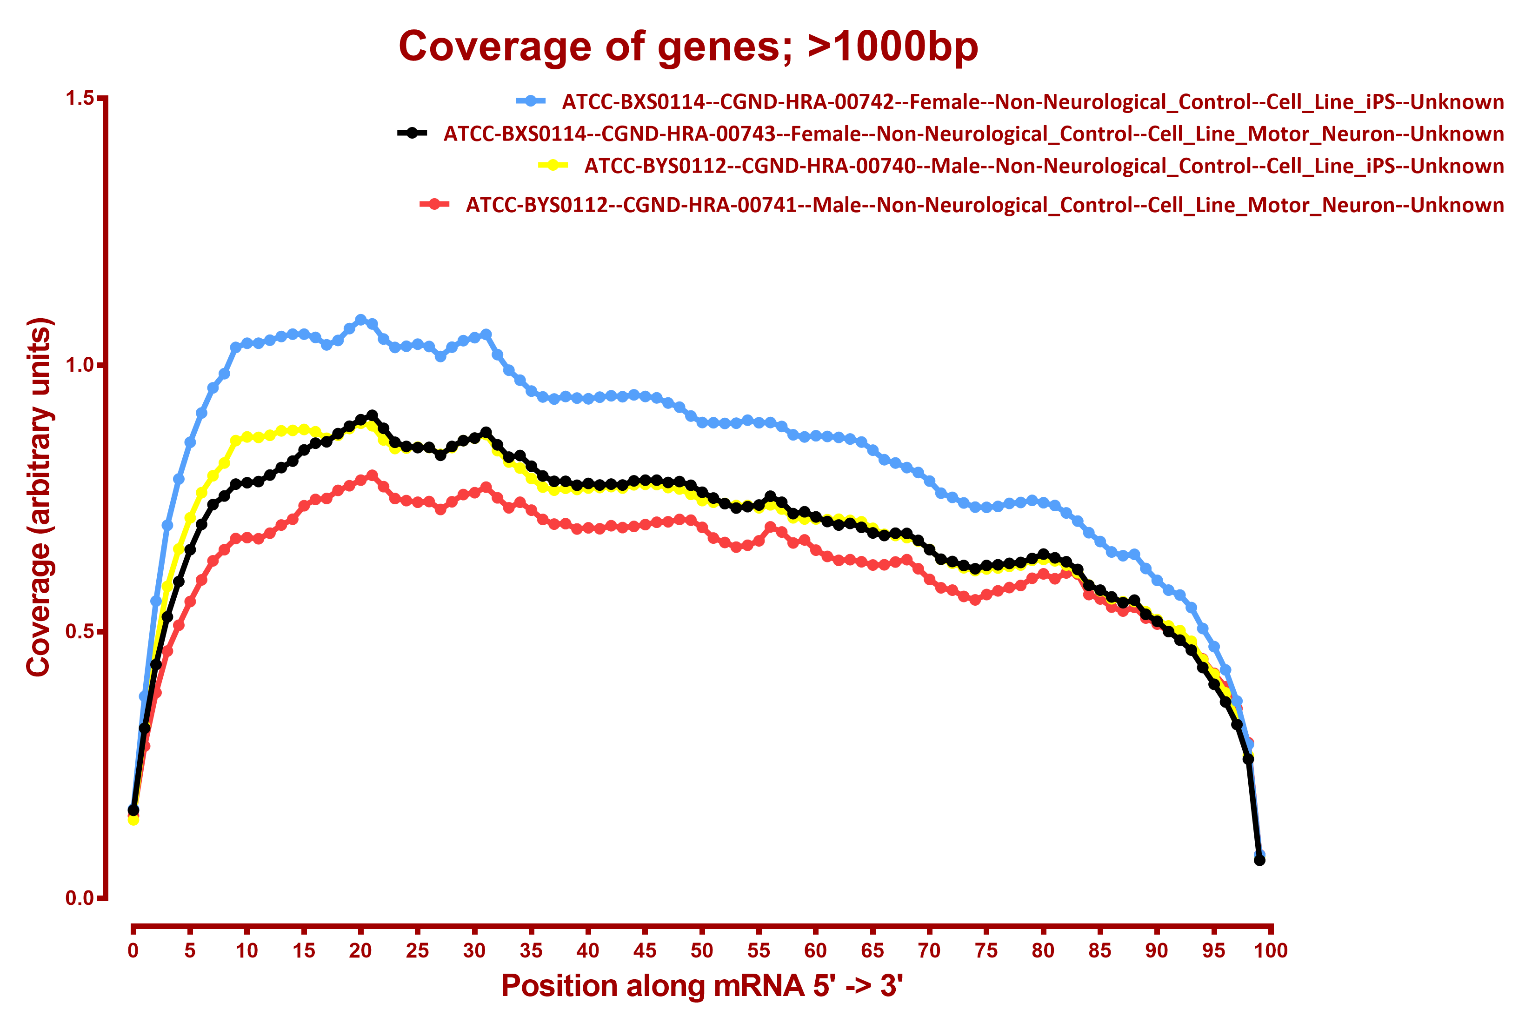 Coverage of genes; >1000bp
ATCC-BXS0114--CGND-HRA-00742--Female--Non-Neurological_Control--Cell_Line_iPS--Unknown
ATCC-BXS0114--CGND-HRA-00743--Female--Non-Neurological_Control--Cell_Line_Motor_Neuron--Unknown
ATCC-BYS0112--CGND-HRA-00740--Male--Non-Neurological_Control--Cell_Line_iPS--Unknown
ATCC-BYS0112--CGND-HRA-00741--Male--Non-Neurological_Control--Cell_Line_Motor_Neuron--Unknown
Coverage (arbitrary units)
1.5
1.0
0.5
0.0
0 5 10 15 20 25 30 35 40 45 50 55 60 65 70 75 80 85 90 95 100
Position along mRNA 5' -> 3'